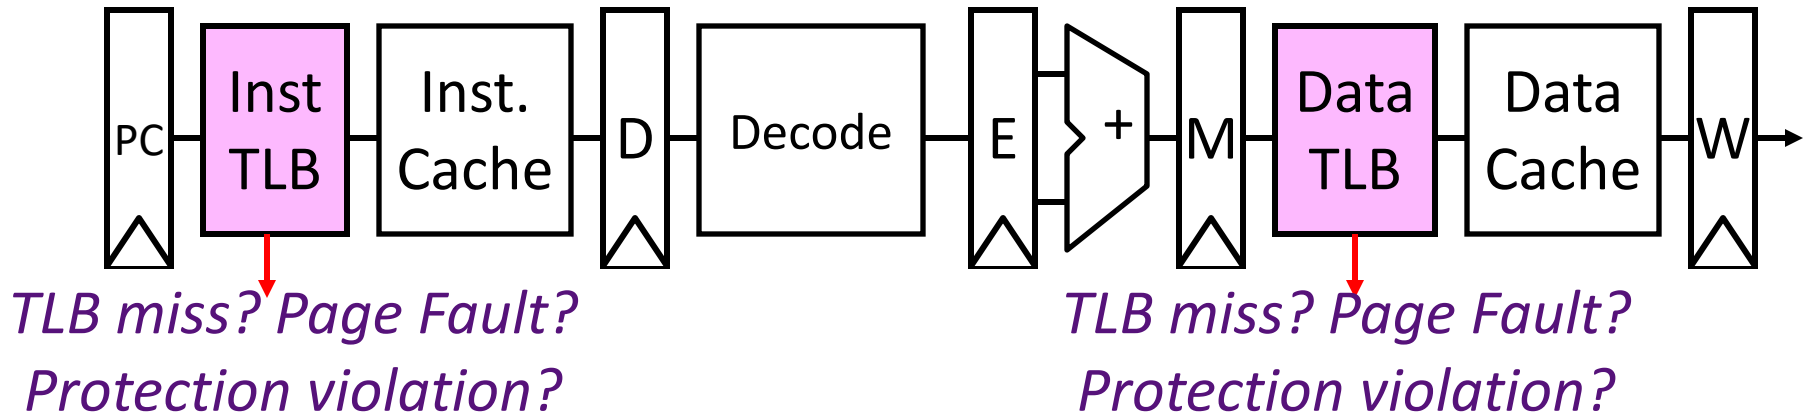 PC
Inst
TLB
Inst.
Cache
D
Decode
E
+
M
Data
TLB
Data
Cache
W
TLB miss? Page Fault?
Protection violation?
TLB miss? Page Fault?
Protection violation?